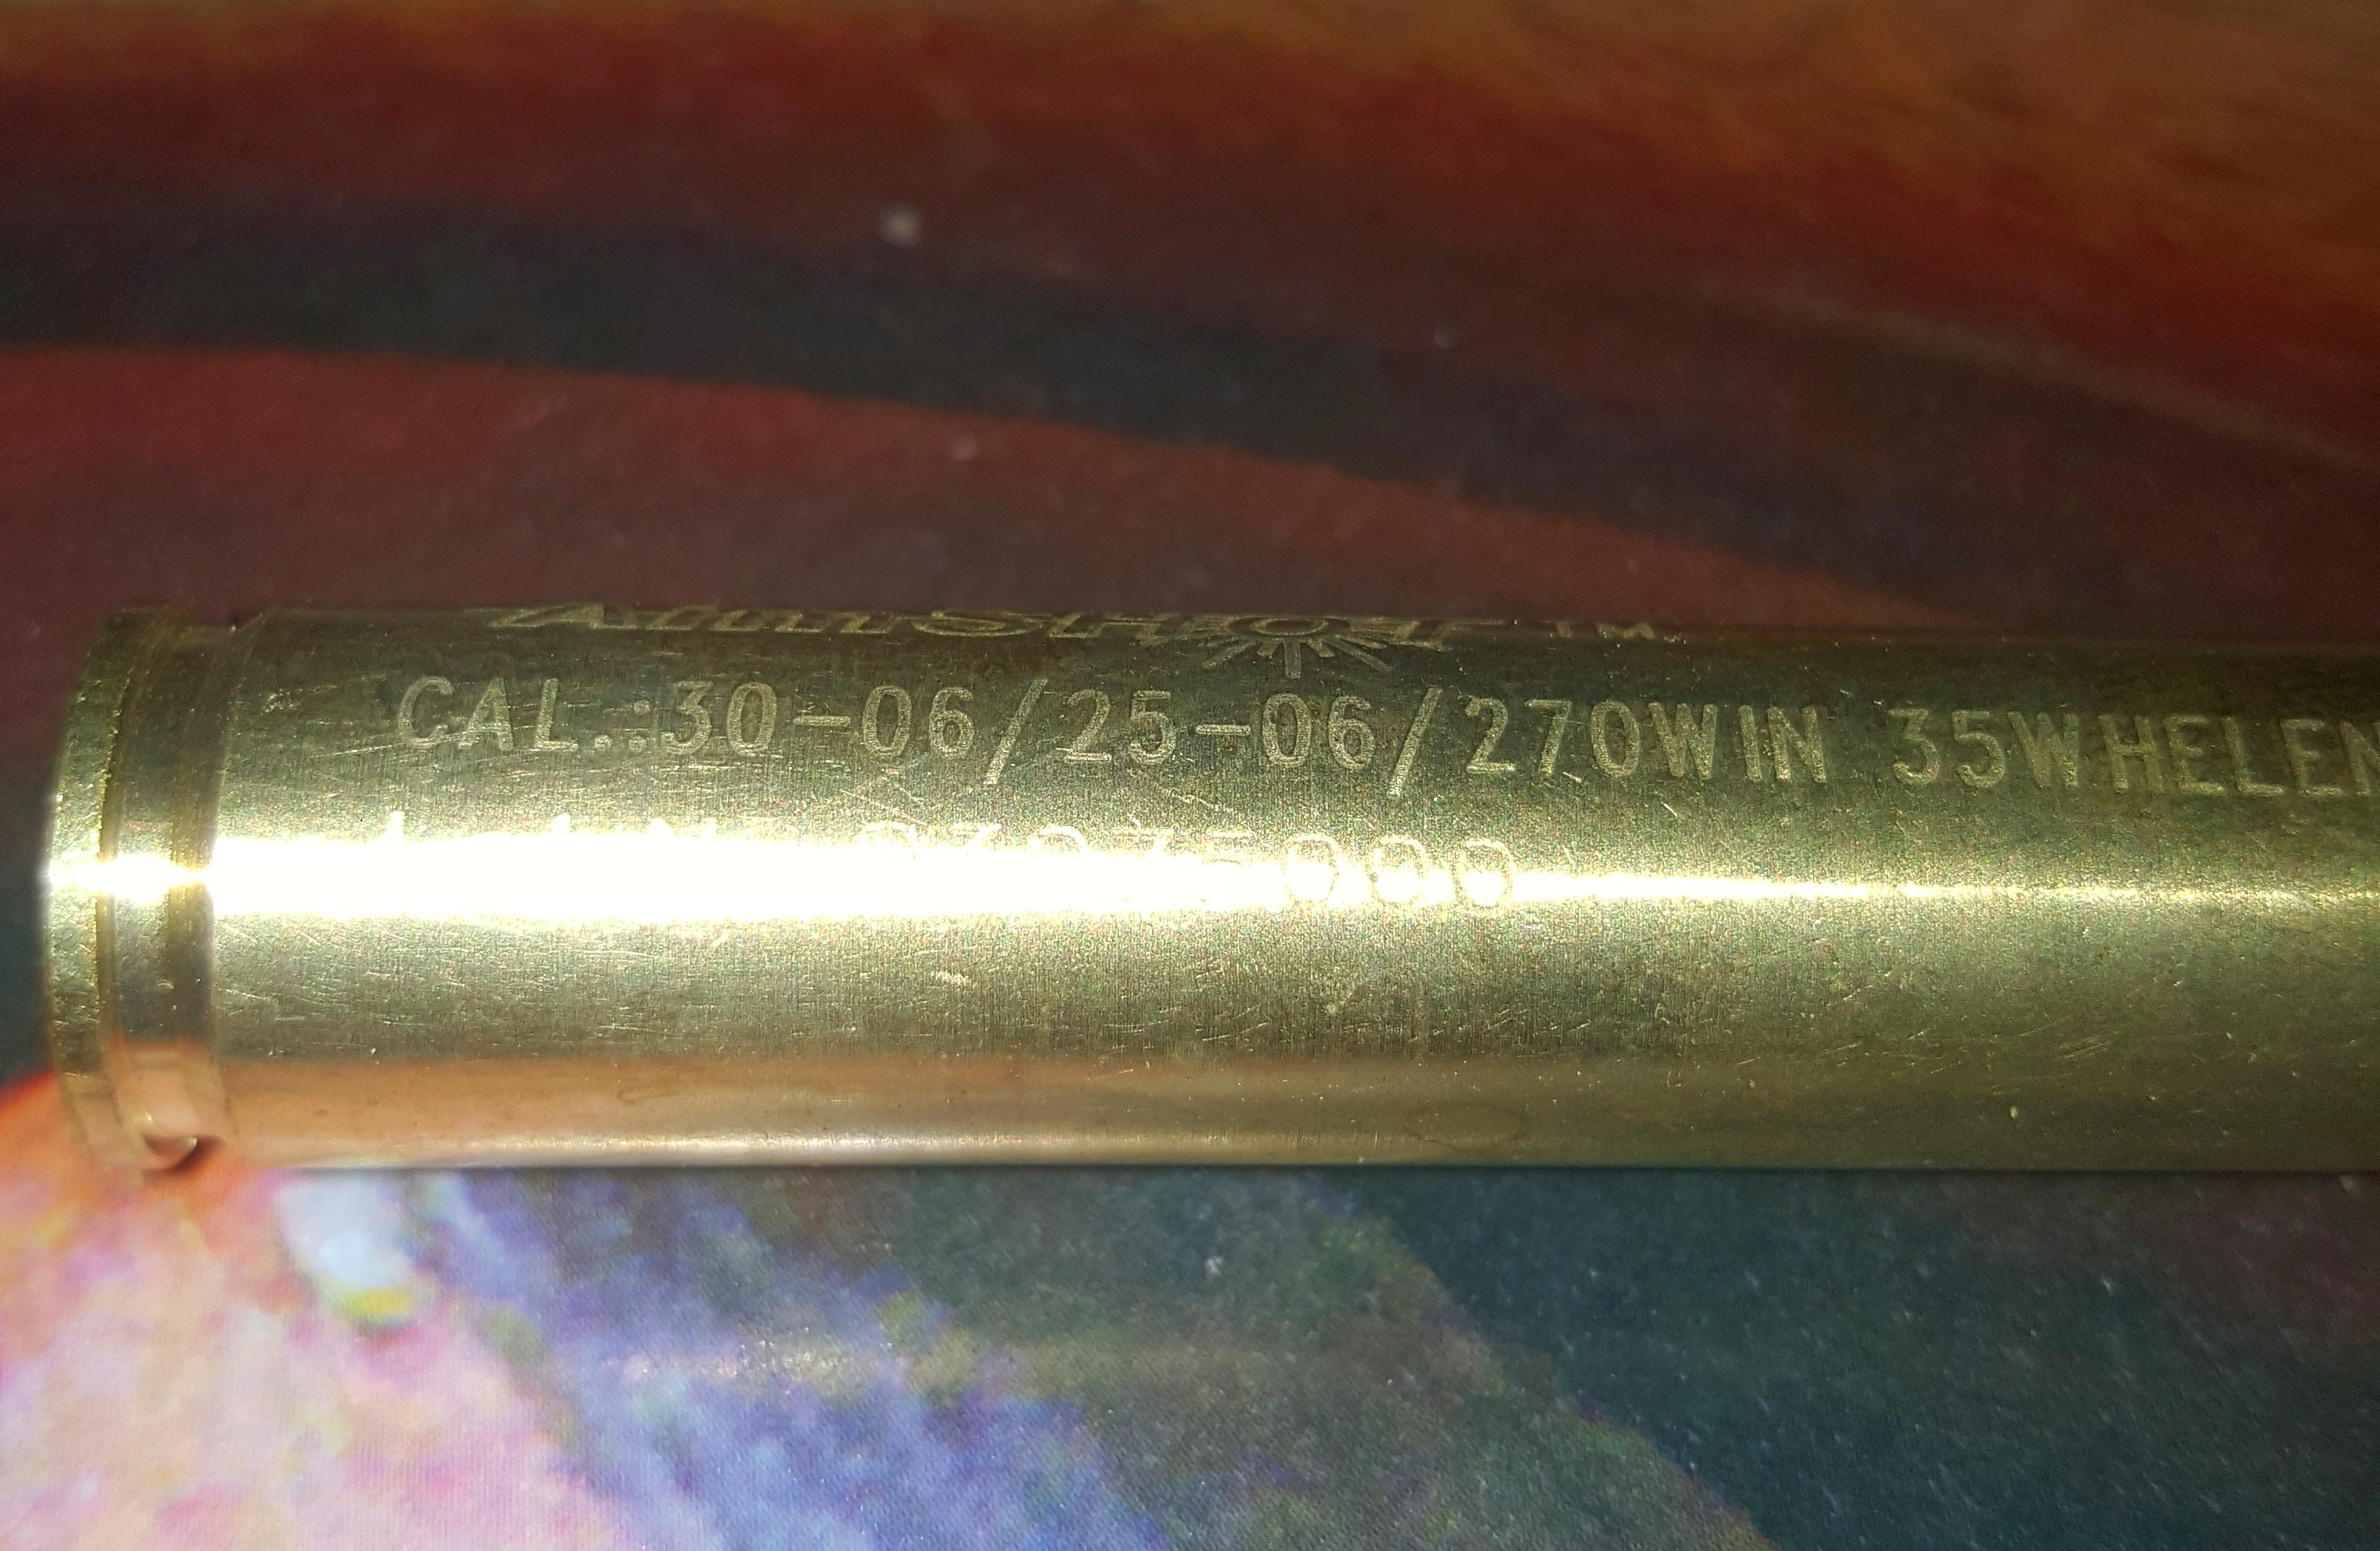 AimSHOT TM
CAL.:30-06/25-06/270WIN 35WHELEN